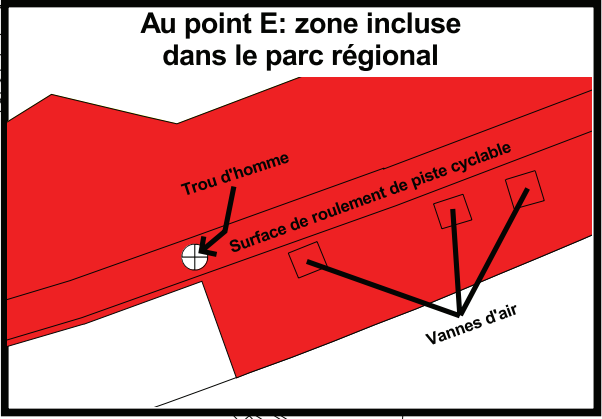 Au point E: zone incluse
dans le parc régional
Trou d'homme
Surface de roulement de piste cyclable
Vannes d'air